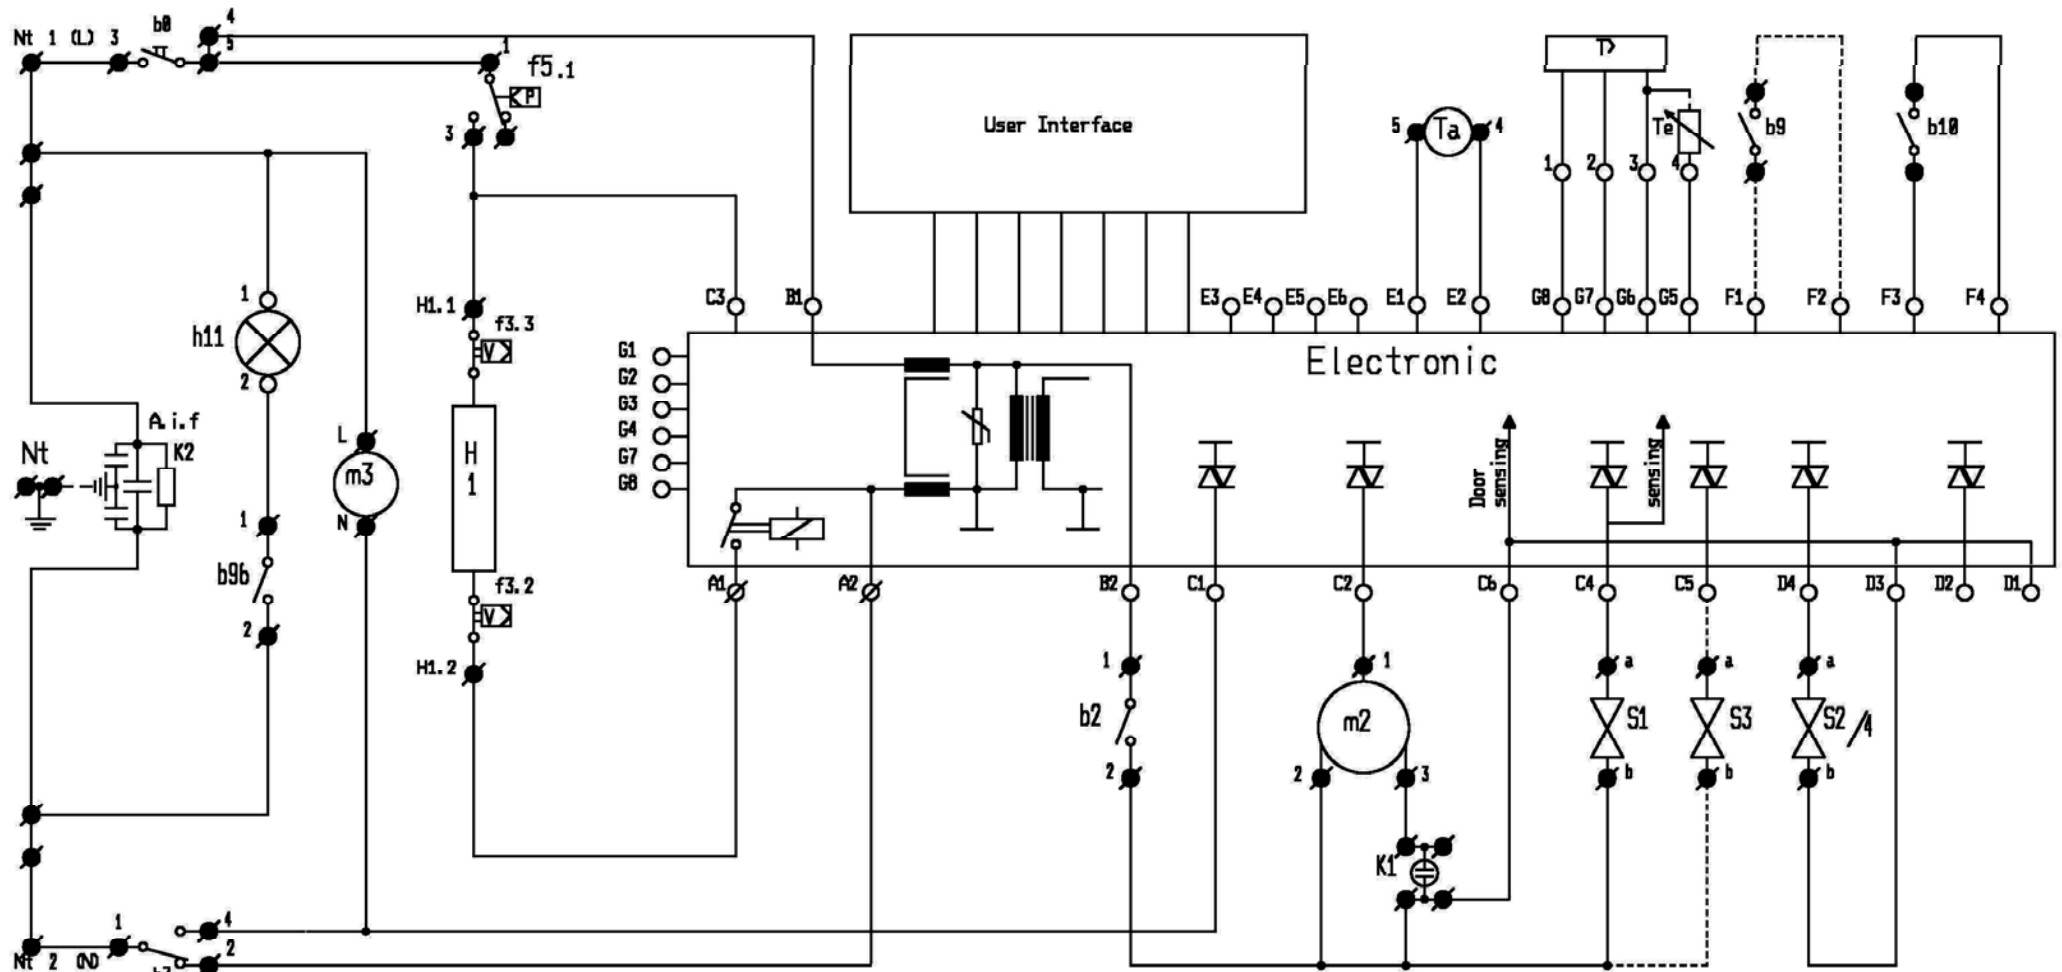 Nt 1 (L) 3 b0 4
5
1
f5.1
P
3
User Interface
5 Ta 4
T>
Te
1 2 3 4
b9
b10
H1.1
f3.3
V>
C3 B1 E3 E4 E5 E6 E1 E2 G8 G7 G6 G5 F1 F2 F3 F4
1
h11
2
Electronic
G1
G2
G3
G4
G7
G8
A.i.f
K2
Nt
L
m3
N
H
1
Door
sensing
sensing
1
b9b
2
f3.2
V>
H1.2
A1 A2 B2 C1 C2 C6 C4 C5 D4 D3 D2 D1
1
b2
2
1
m2
2 3
K1
a
S1
b
a
S3
b
a
S2/4
b
1 4
Nt 2 (N) 2